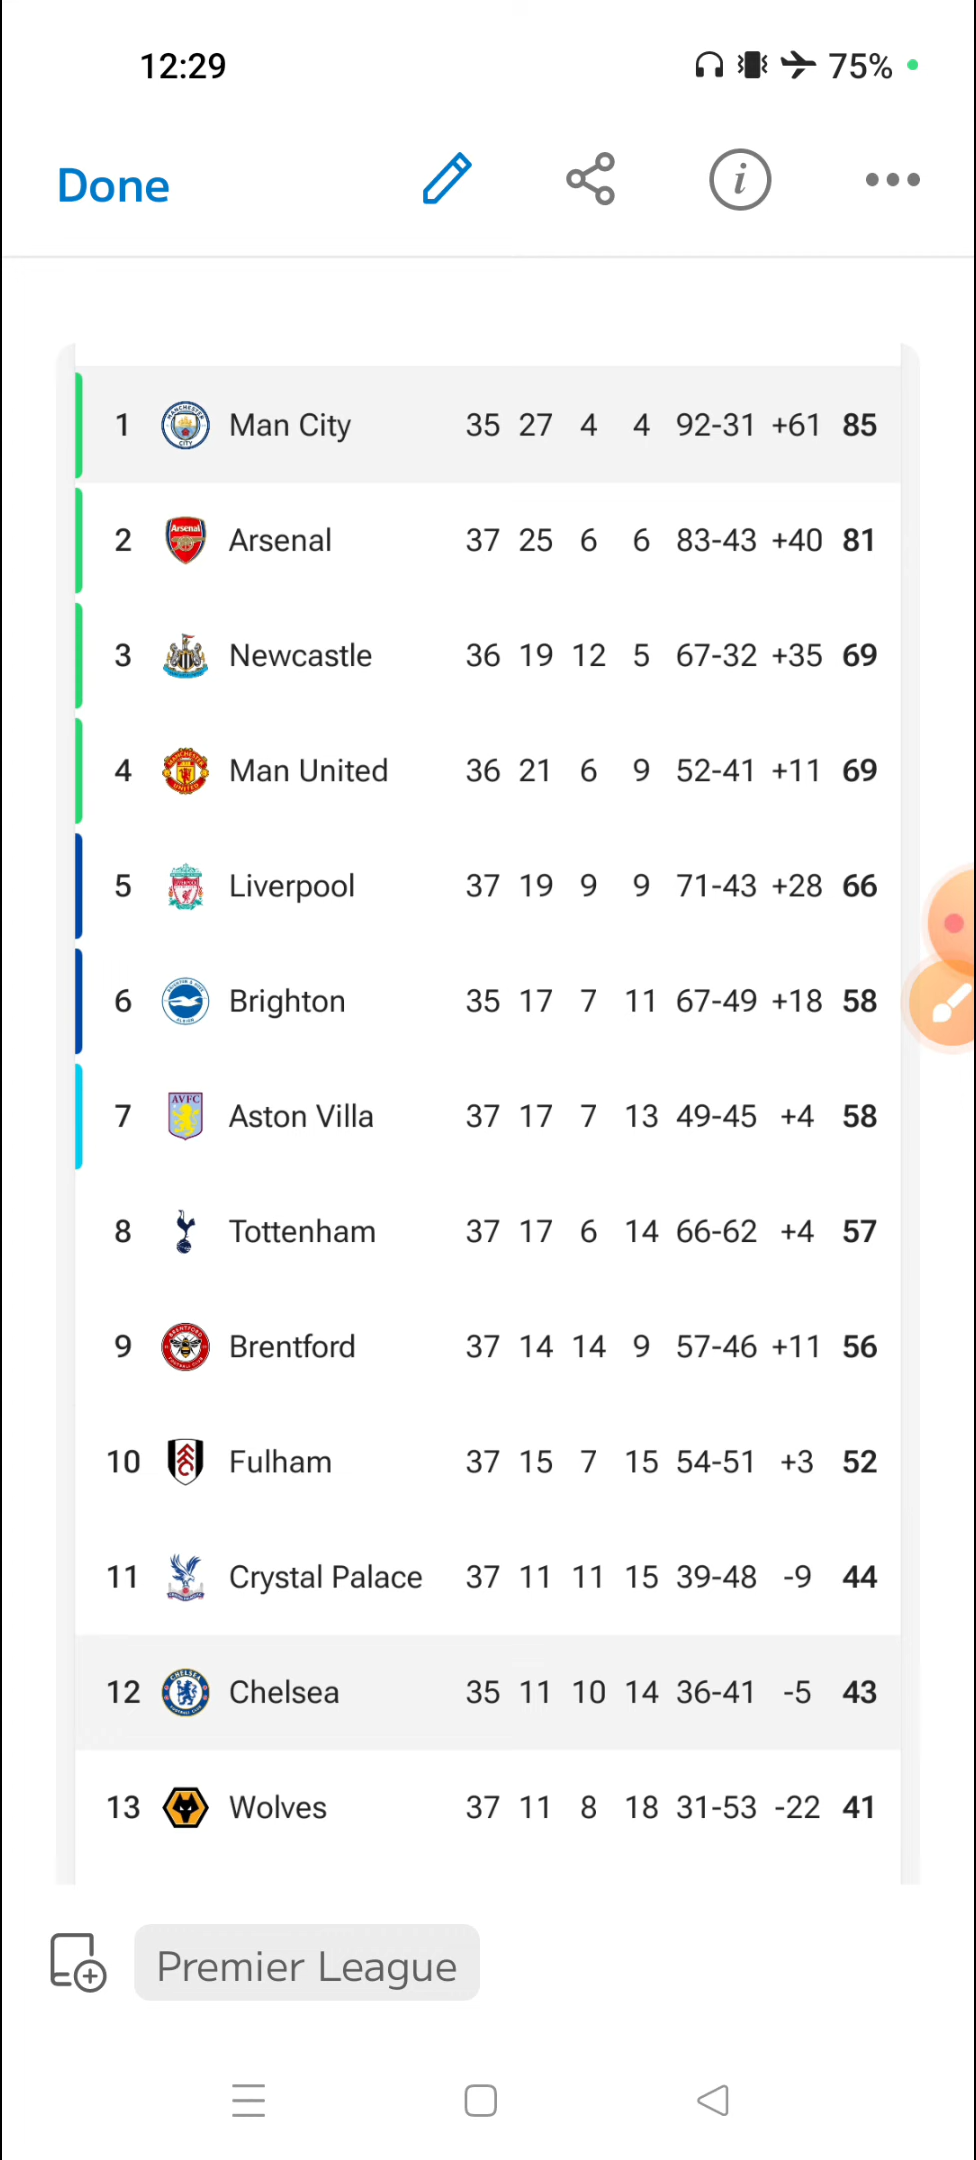 12:29 75%
Done
1 Man City 35 27 4 4 92-31 +61 85
2 Arsenal 37 25 6 6 83-43 +40 81
3 Newcastle 36 19 12 5 67-32 +35 69
4 Man United 36 21 6 9 52-41 +11 69
5 Liverpool 37 19 9 9 71-43 +28 66
6 Brighton 35 17 7 11 67-49 +18 58
7 AVFC Aston Villa 37 17 7 13 49-45 +4 58
8 Tottenham 37 17 6 14 66-62 +4 57
9 Brentford 37 14 14 9 57-46 +11 56
10 Fulham 37 15 7 15 54-51 +3 52
11 Crystal Palace 37 11 11 15 39-48 -9 44
12 Chelsea 35 11 10 14 36-41 -5 43
13 Wolves 37 11 8 18 31-53 -22 41
Premier League